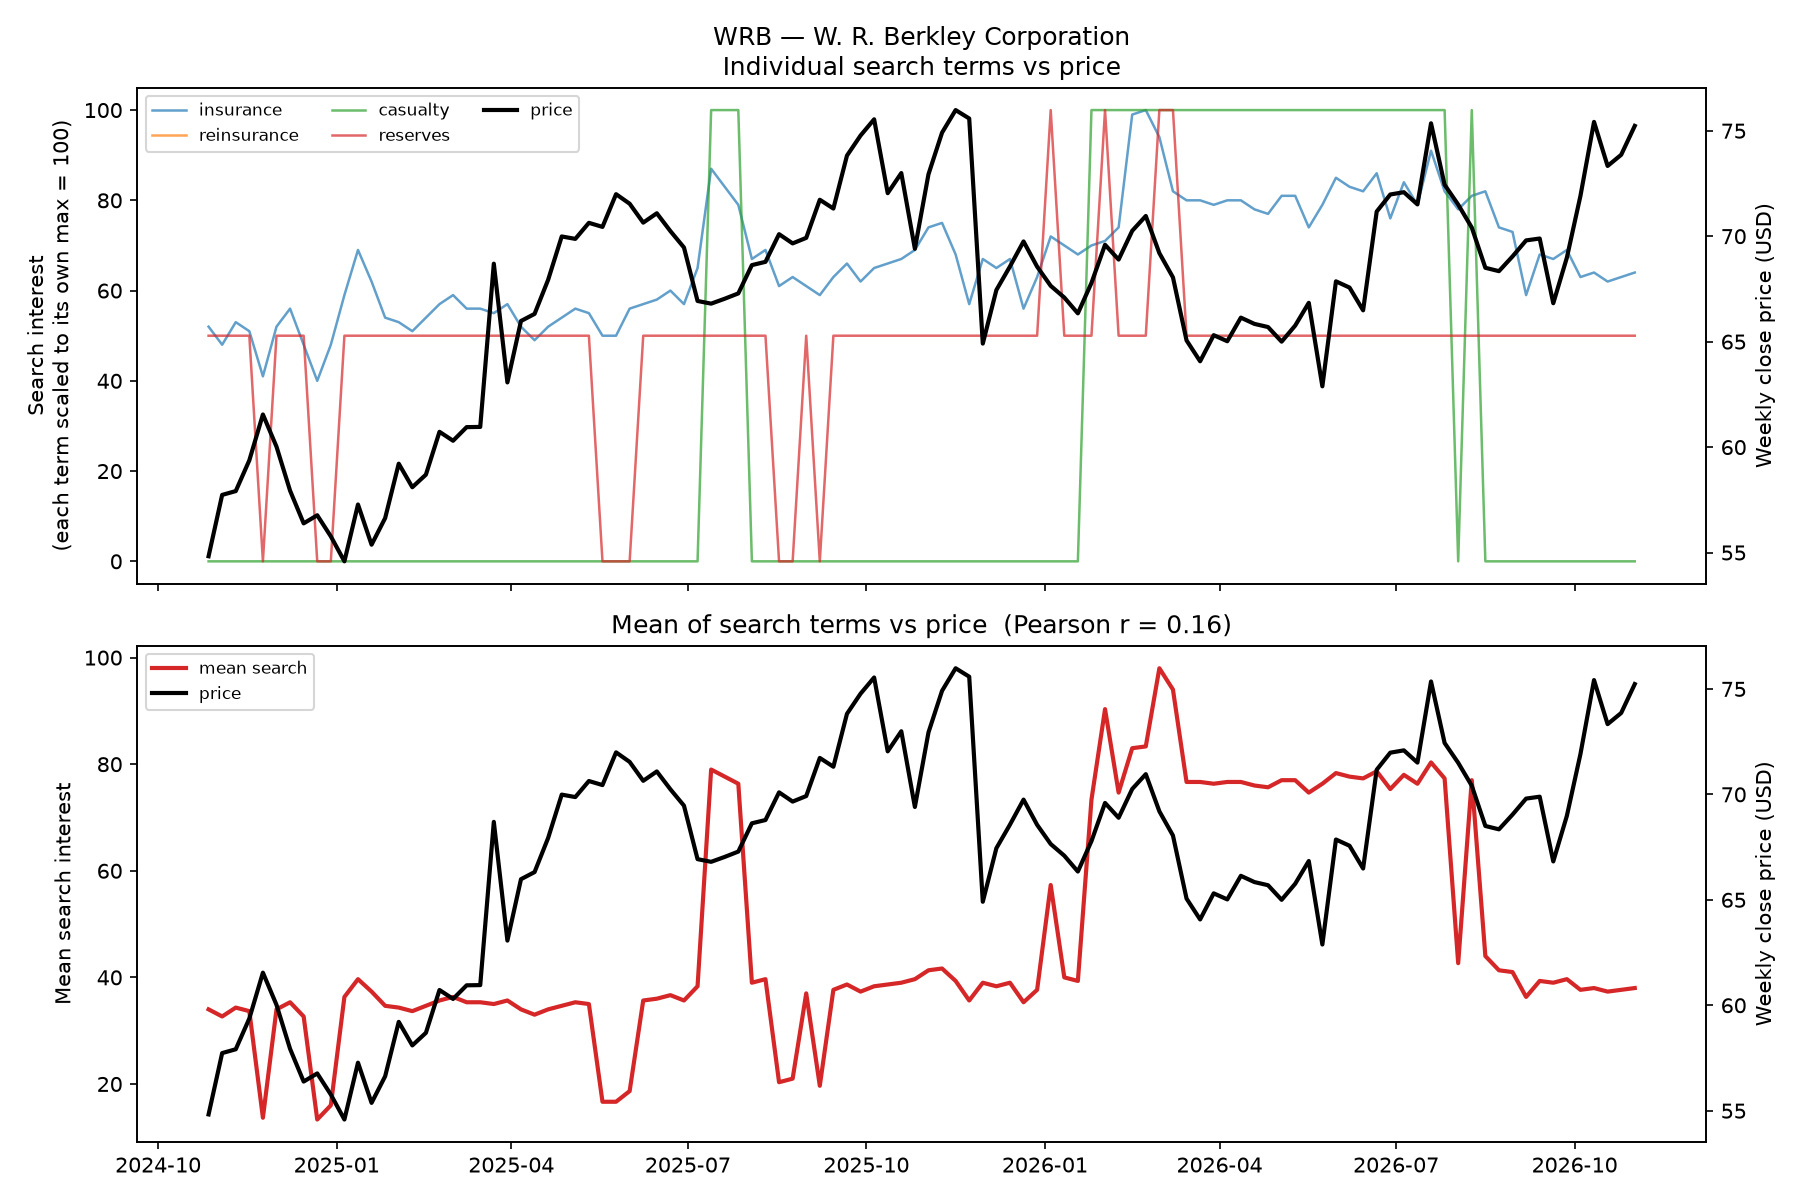 WRB — W. R. Berkley Corporation
Individual search terms vs price
insurance
reinsurance
casualty
reserves
price
100
80
60
40
20
0
Search interest
(each term scaled to its own max = 100)
75
70
65
60
55
Weekly close price (USD)
Mean of search terms vs price (Pearson r = 0.16)
mean search
price
100
80
60
40
20
Mean search interest
75
70
65
60
55
Weekly close price (USD)
2024-10
2025-01
2025-04
2025-07
2025-10
2026-01
2026-04
2026-07
2026-10